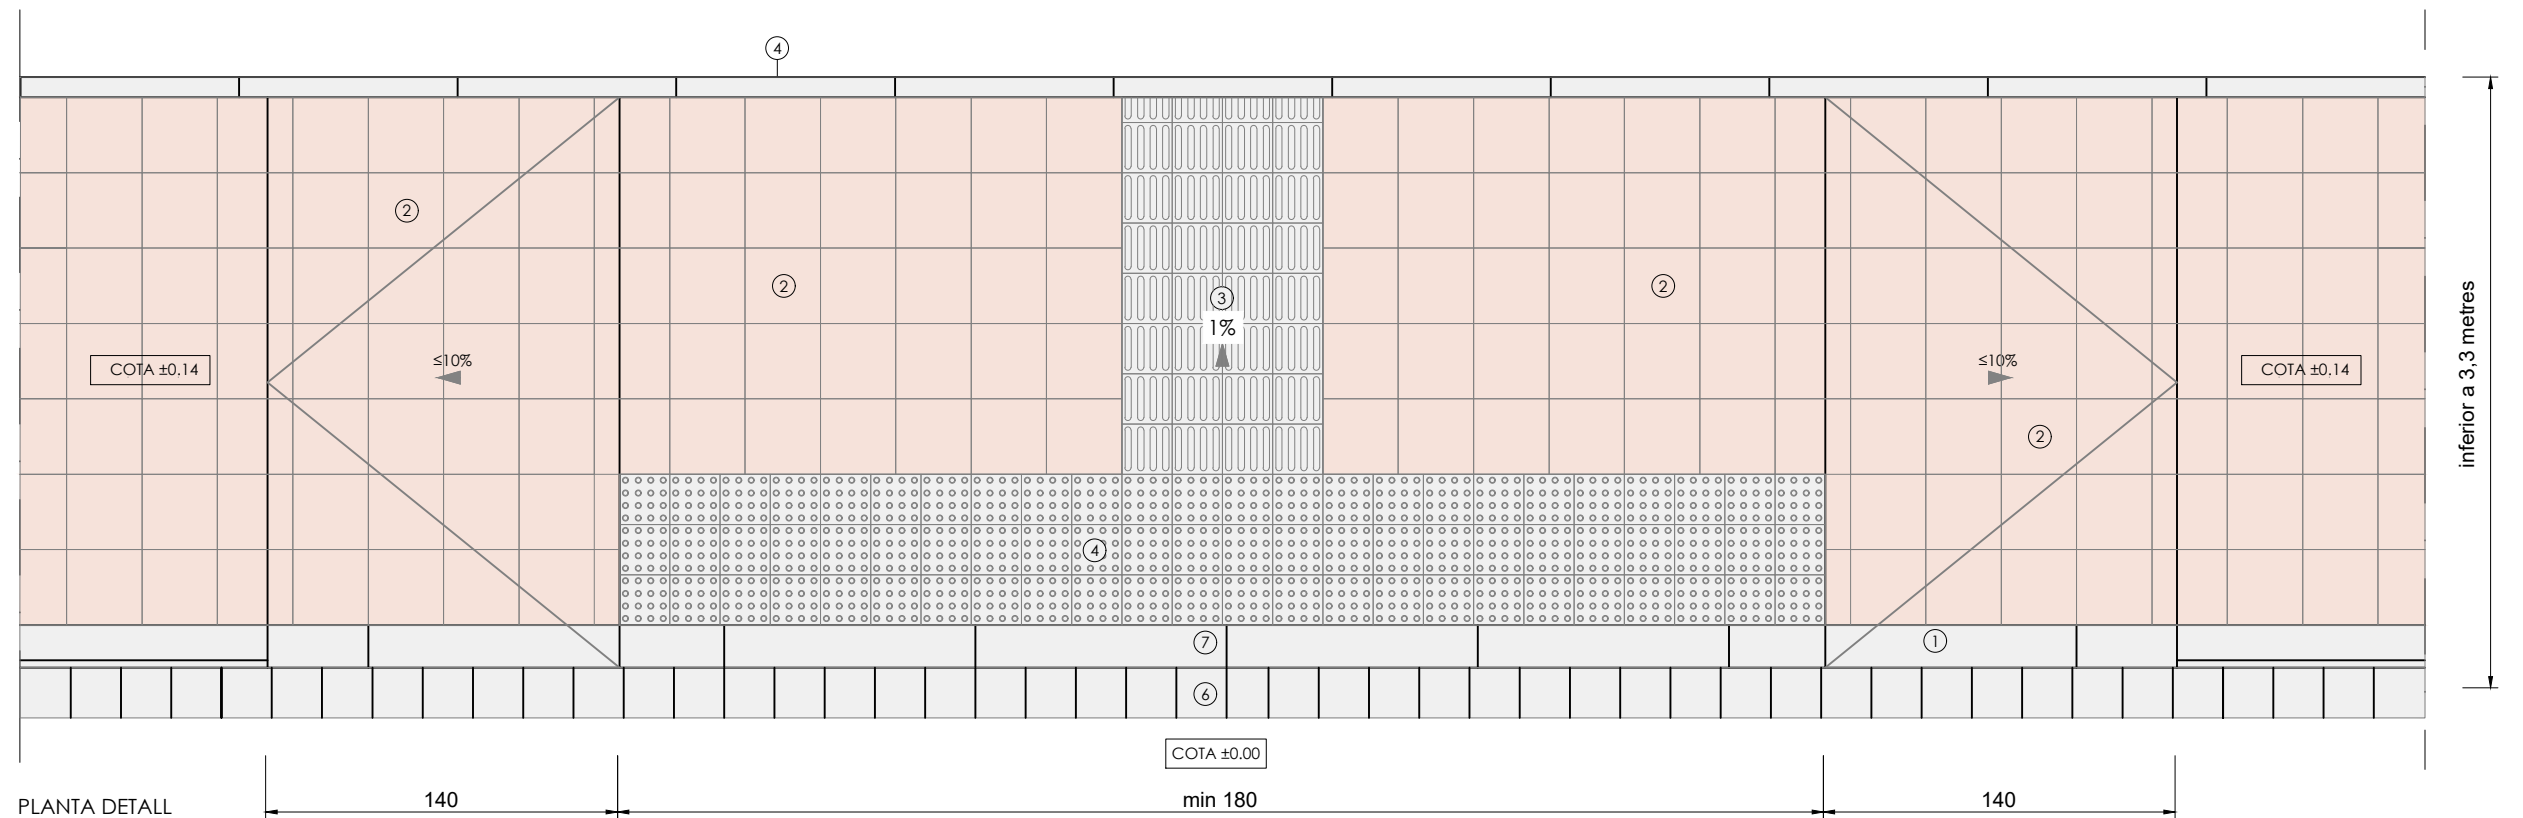 4
2
2
2
3
1%
≤10%
≤10%
COTA ±0.14
COTA ±0.14
inferior a 3,3 metres
2
4
7
1
6
COTA ±0.00
140
min 180
140
PLANTA DETALL